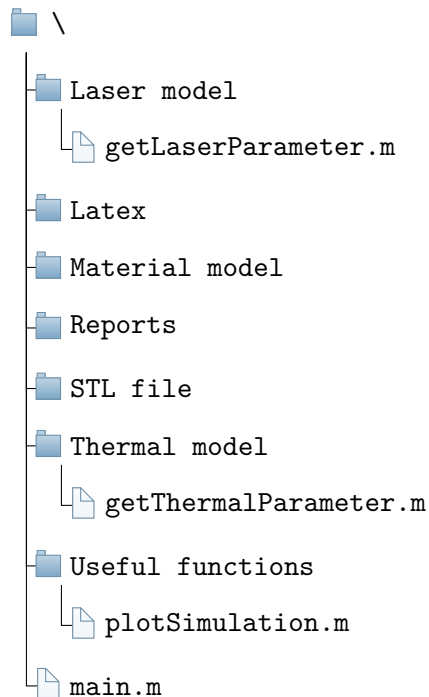 \
Laser model
getLaserParameter.m
Latex
Material model
Reports
STL file
Thermal model
getThermalParameter.m
Useful functions
plotSimulation.m
main.m